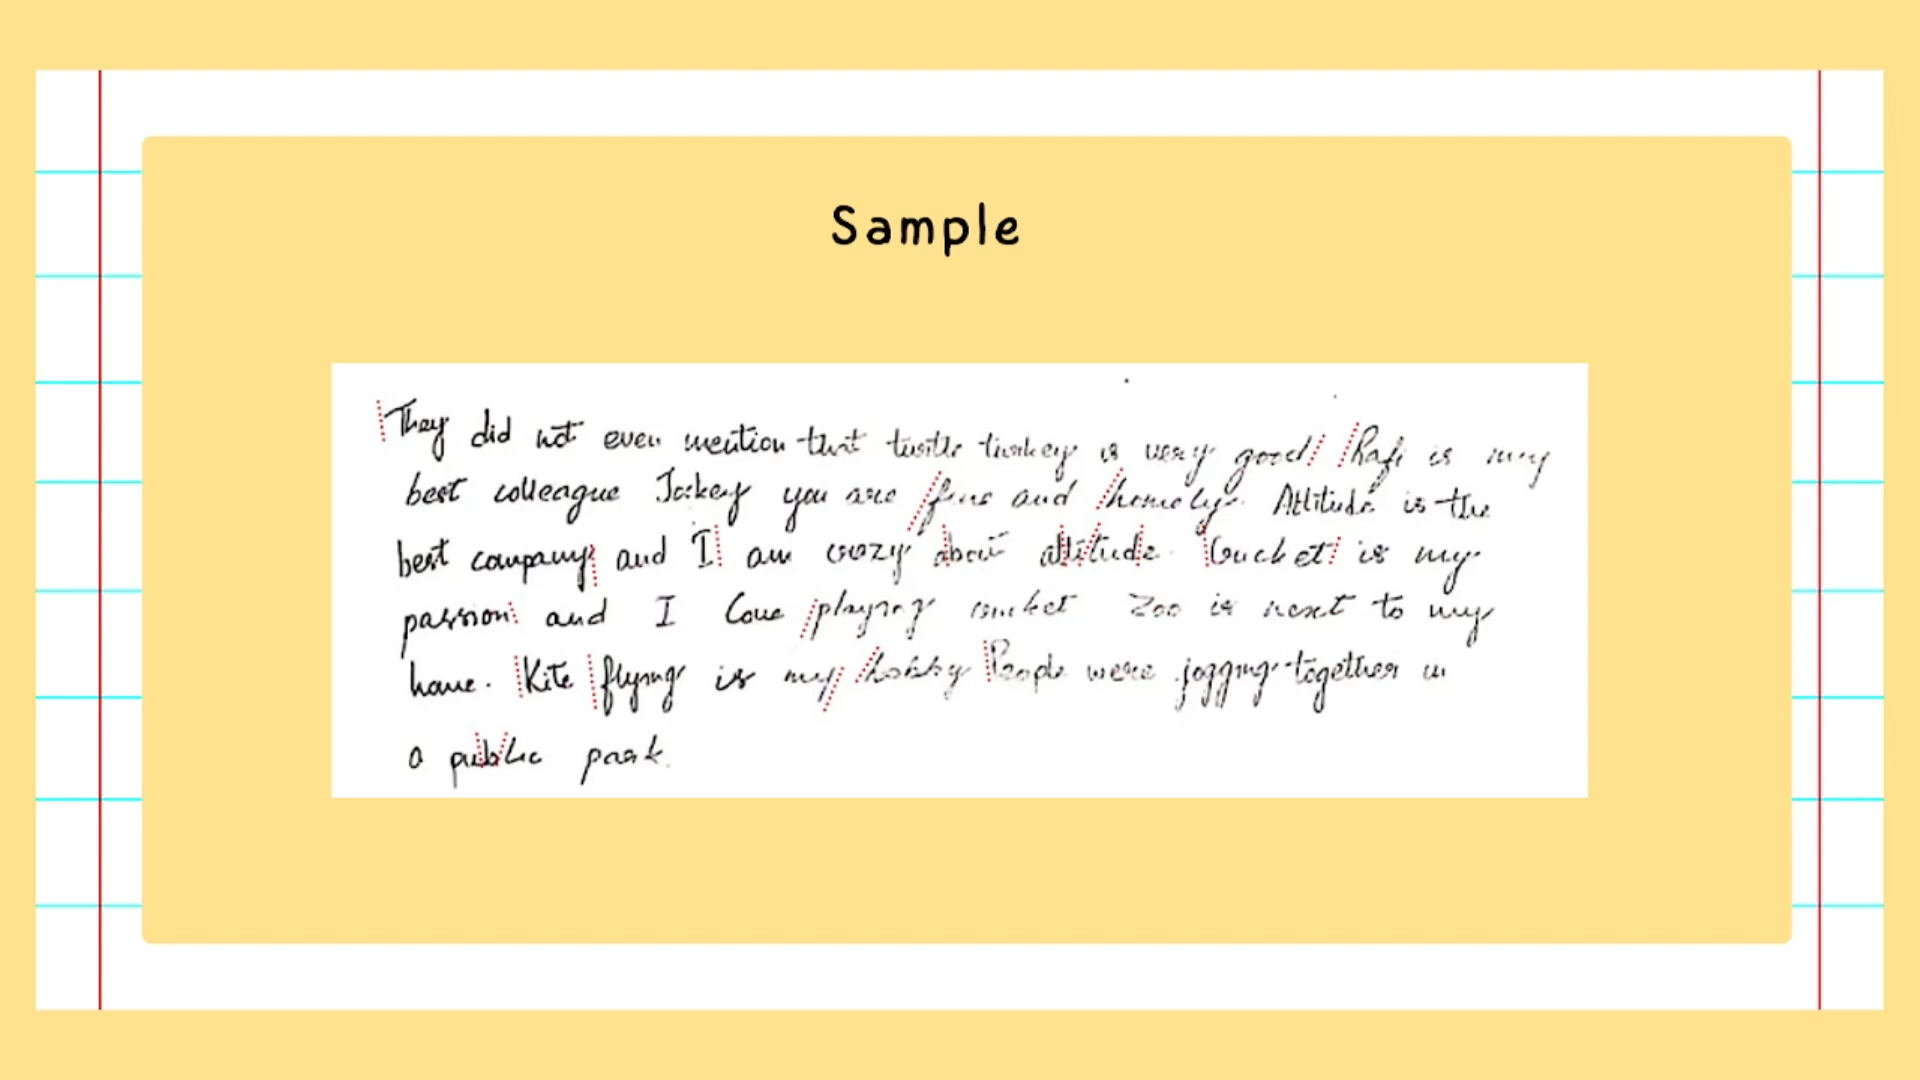 Sample
They did not even mention that turtle turkey is very good Rafi is my
best colleague Jockey you are fine and homely. Attitude is the
best company and I am crazy about attitude. Cricket is my
passion and I love playing cricket Zoo is next to my
home. Kite flying is my hobby People were jogging together in
a public park.